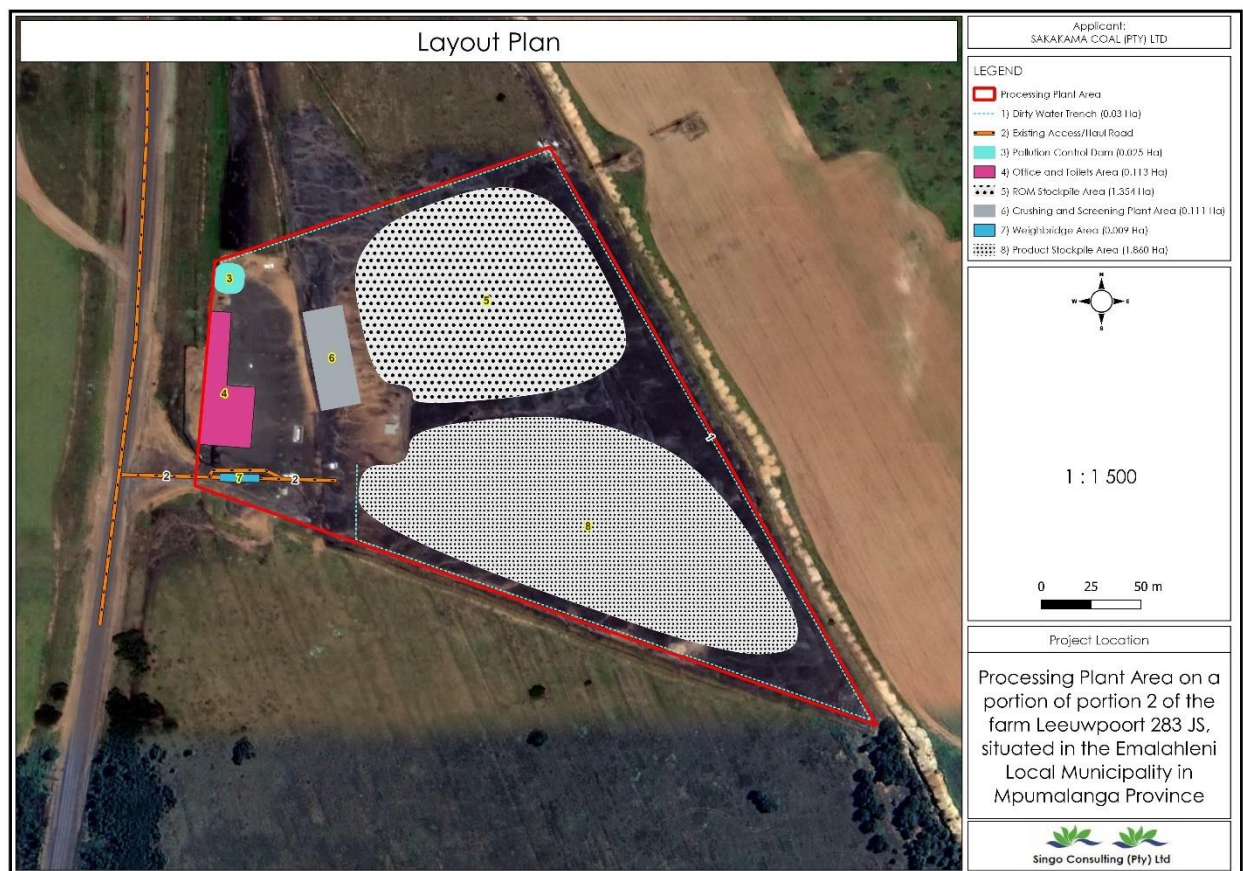 Layout Plan
Applicant:
SAKAKAMA COAL (PTY) LTD
LEGEND
Processing Plant Area
1) Dirty Water Trench (0.03 Ha)
2) Existing Access/Haul Road
3) Pollution Control Dam (0.025 Ha)
4) Office and Toilets Area (0.113 Ha)
5) ROM Stockpile Area (1.354 Ha)
6) Crushing and Screening Plant Area (0.111 Ha)
7) Weighbridge Area (0.009 Ha)
8) Product Stockpile Area (1.860 Ha)
N
W
E
S
1 : 1 500
0 25 50 m
Project Location
Processing Plant Area on a
portion of portion 2 of the
farm Leeuwpoort 283 JS,
situated in the Emalahleni
Local Municipality in
Mpumalanga Province
Singo Consulting (Pty) Ltd
3
5
6
4
1
2
7
2
8